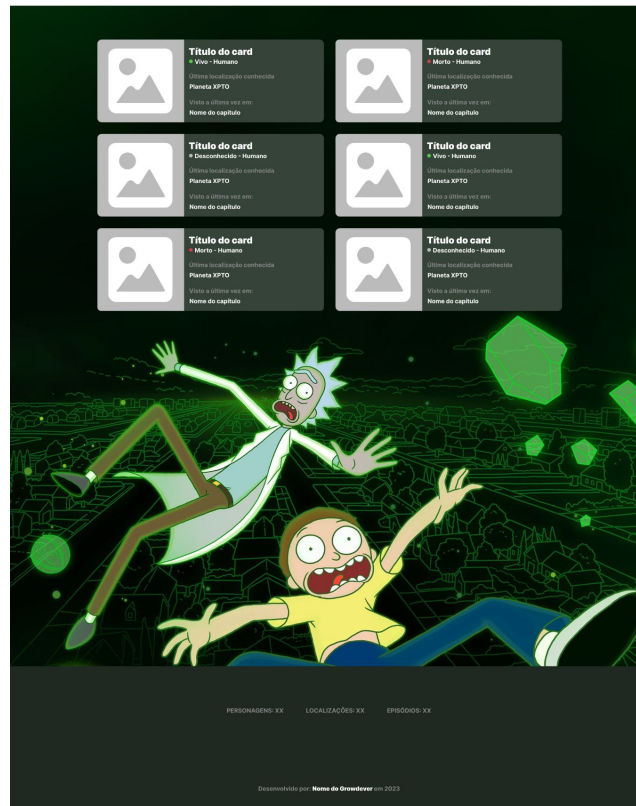 Título do card
Vivo - Humano
Última localização conhecida
Planeta XPTO
Visto a última vez em:
Nome do capítulo
Título do card
Morto - Humano
Última localização conhecida
Planeta XPTO
Visto a última vez em:
Nome do capítulo
Título do card
Desconhecido - Humano
Última localização conhecida
Planeta XPTO
Visto a última vez em:
Nome do capítulo
Título do card
Vivo - Humano
Última localização conhecida
Planeta XPTO
Visto a última vez em:
Nome do capítulo
Título do card
Morto - Humano
Última localização conhecida
Planeta XPTO
Visto a última vez em:
Nome do capítulo
Título do card
Desconhecido - Humano
Última localização conhecida
Planeta XPTO
Visto a última vez em:
Nome do capítulo
PERSONAGENS: XX LOCALIZAÇÕES: XX EPISÓDIOS: XX
Desenvolvido por: Nome do Growdever em 2023